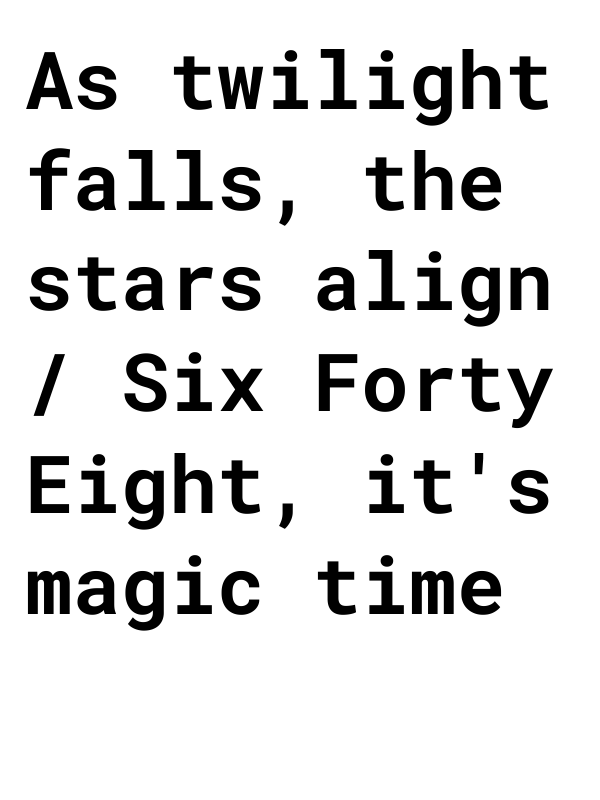 As twilight
falls, the
stars align
/ Six Forty
Eight, it's
magic time